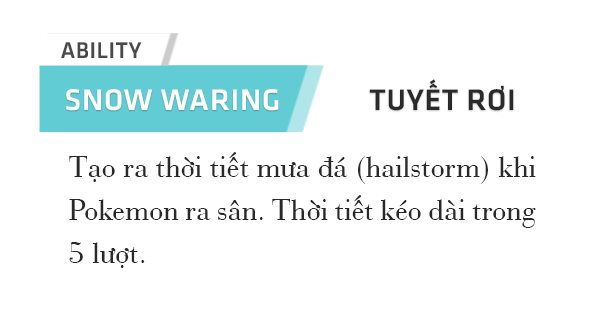 ABILITY
SNOW WARING
TUYẾT RƠI
Tạo ra thời tiết mưa đá (hailstorm) khi
Pokemon ra sân. Thời tiết kéo dài trong
5 lượt.